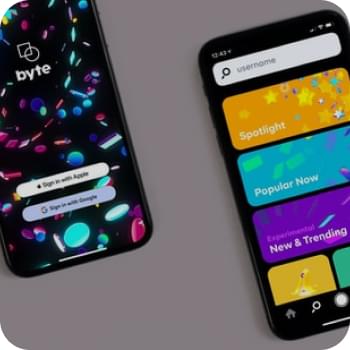 byte
Sign in with Apple
G Sign in with Google
12:43
username
Spotlight
Popular Now
Experimental
New & Trending